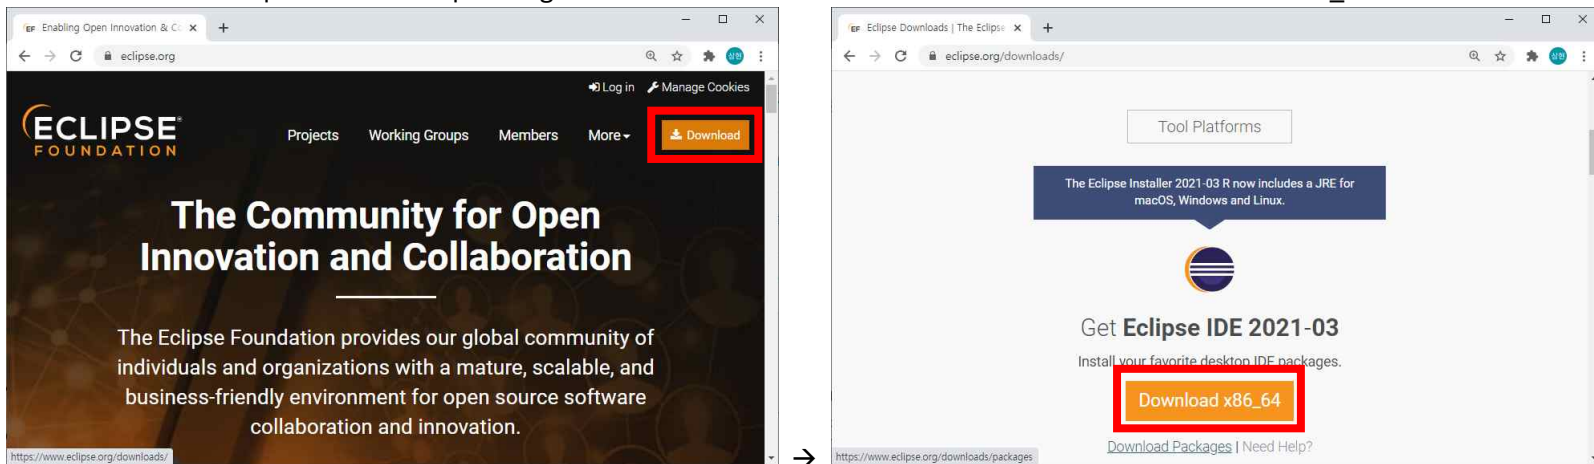 Enabling Open Innovation & Co
eclipse.org
Log in Manage Cookies
ECLIPSE®
FOUNDATION
Projects Working Groups Members More Download
The Community for Open
Innovation and Collaboration
The Eclipse Foundation provides our global community of
individuals and organizations with a mature, scalable, and
business-friendly environment for open source software
collaboration and innovation.
https://www.eclipse.org/downloads/
→
Eclipse Downloads | The Eclipse
eclipse.org/downloads/
Tool Platforms
The Eclipse Installer 2021-03 R now includes a JRE for
macOS, Windows and Linux.
Get Eclipse IDE 2021-03
Install your favorite desktop IDE packages.
Download x86_64
Download Packages | Need Help?
https://www.eclipse.org/downloads/packages